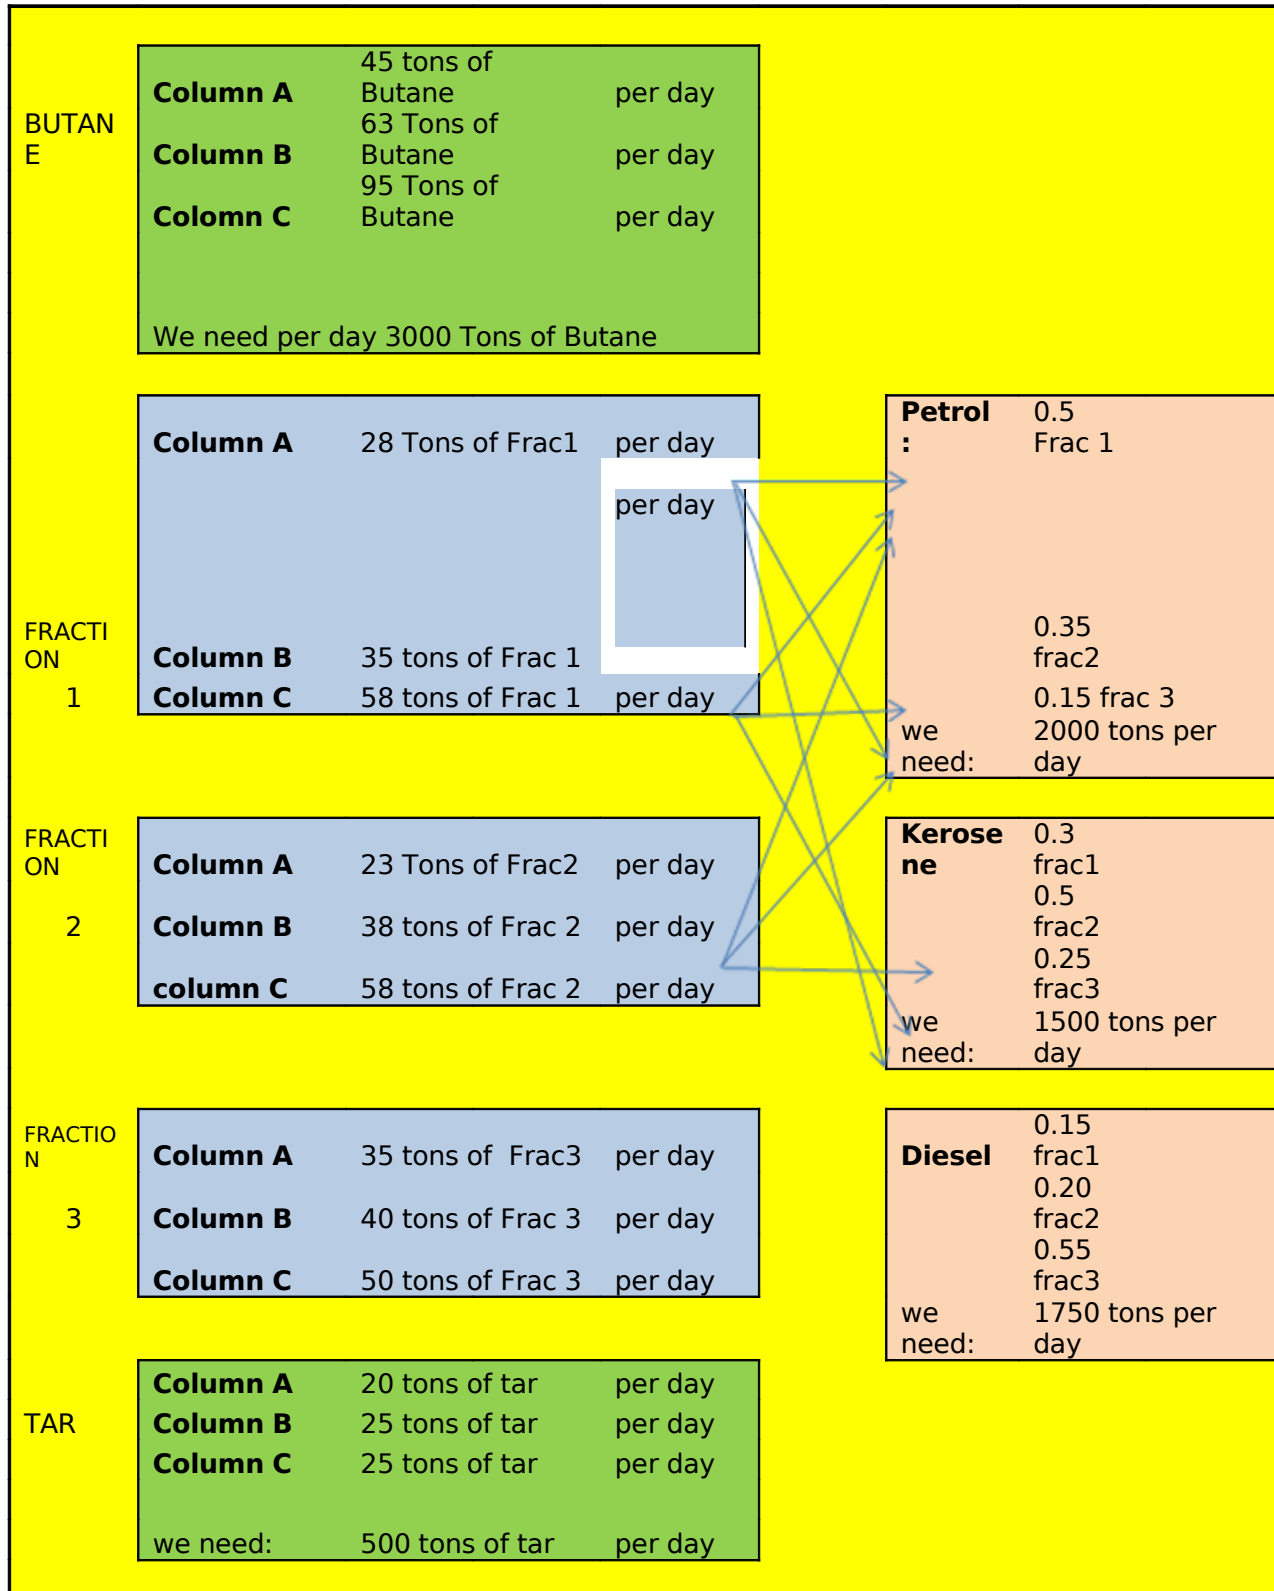 45 tons of
Column A Butane per day
BUTAN 63 Tons of
E Column B Butane per day
95 Tons of
Colomn C Butane per day
We need per day 3000 Tons of Butane
Petrol 0.5
Column A 28 Tons of Frac1 per day : Frac 1
per day
FRACTI 0.35
ON Column B 35 tons of Frac 1 frac2
1 Column C 58 tons of Frac 1 per day 0.15 frac 3
we 2000 tons per
need: day
FRACTI Kerose 0.3
ON Column A 23 Tons of Frac2 per day ne frac1
0.5
2 Column B 38 tons of Frac 2 per day frac2
0.25
column C 58 tons of Frac 2 per day frac3
we 1500 tons per
need: day
FRACTIO 0.15
N Column A 35 tons of Frac3 per day Diesel frac1
0.20
3 Column B 40 tons of Frac 3 per day frac2
0.55
Column C 50 tons of Frac 3 per day frac3
we 1750 tons per
need: day
Column A 20 tons of tar per day
TAR Column B 25 tons of tar per day
Column C 25 tons of tar per day
we need: 500 tons of tar per day